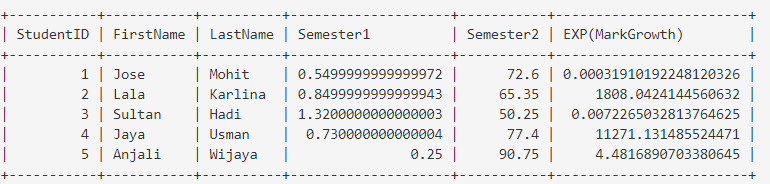 +-----------+-----------+----------+--------------------+-----------+------------------------+
| StudentID | FirstName | LastName | Semester1          | Semester2 | EXP(MarkGrowth)        |
+-----------+-----------+----------+--------------------+-----------+------------------------+
|         1 | Jose      | Mohit    | 0.5499999999999972 |      72.6 | 0.00031910192248120326 |
|         2 | Lala      | Karlina  | 0.8499999999999943 |     65.35 |     1808.0424144560632 |
|         3 | Sultan    | Hadi     | 1.3200000000000003 |     50.25 |  0.0072265032813764625 |
|         4 | Jaya      | Usman    |  0.730000000000004 |      77.4 |     11271.131485524471 |
|         5 | Anjali    | Wijaya   |               0.25 |     90.75 |     4.4816890703380645 |
+-----------+-----------+----------+--------------------+-----------+------------------------+